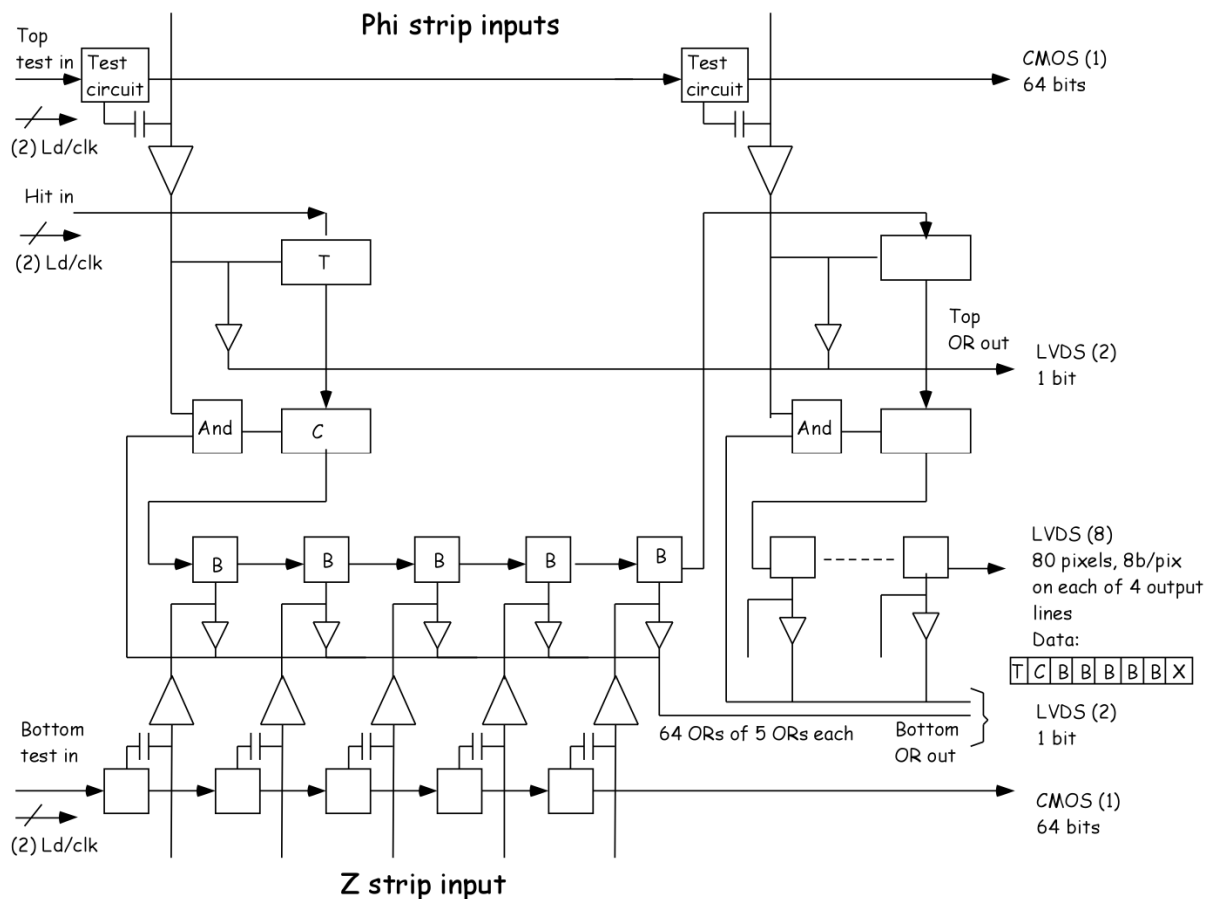 Phi strip inputs
Top
test in
Test
circuit
Test
circuit
CMOS (1)
64 bits
(2) Ld/clk
Hit in
(2) Ld/clk
T
Top
OR out
LVDS (2)
1 bit
And
C
And
B
B
B
B
B
LVDS (8)
80 pixels, 8b/pix
on each of 4 output
lines
Data:
T C B B B B B X
Bottom
test in
64 ORs of 5 ORs each
Bottom
OR out
LVDS (2)
1 bit
(2) Ld/clk
CMOS (1)
64 bits
Z strip input